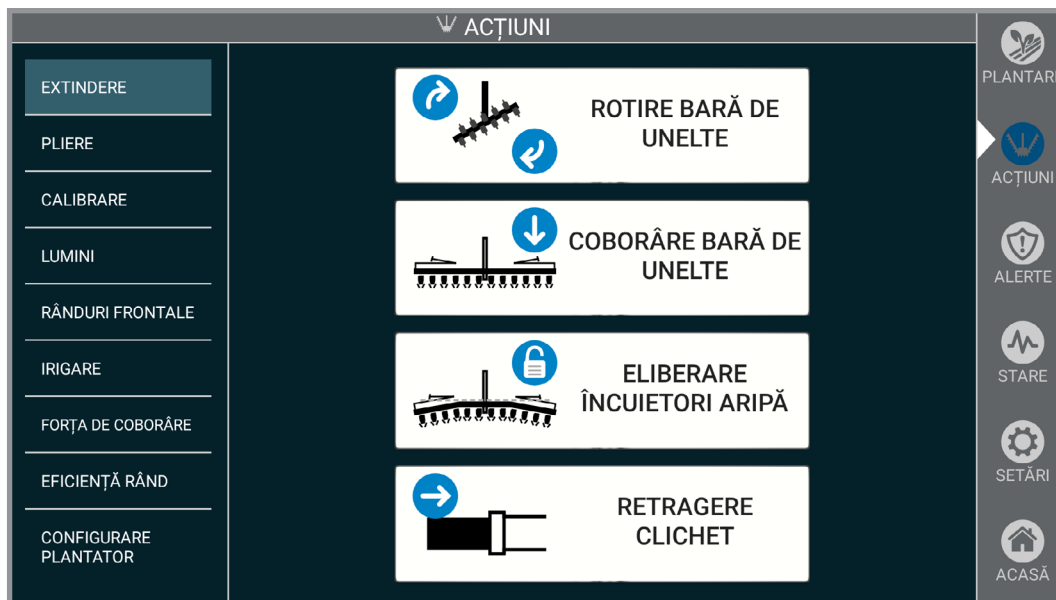 ACȚIUNI
EXTINDERE
PLIERE
CALIBRARE
LUMINI
RÂNDURI FRONTALE
IRIGARE
FORȚA DE COBORÂRE
EFICIENȚĂ RÂND
CONFIGURARE
PLANTATOR
ROTIRE BARĂ DE
UNELTE
COBORÂRE BARĂ DE
UNELTE
ELIBERARE
ÎNCUIETORI ARIPĂ
RETRAGERE
CLICHET
PLANTARE
ACȚIUNI
ALERTE
STARE
SETĂRI
ACASĂ